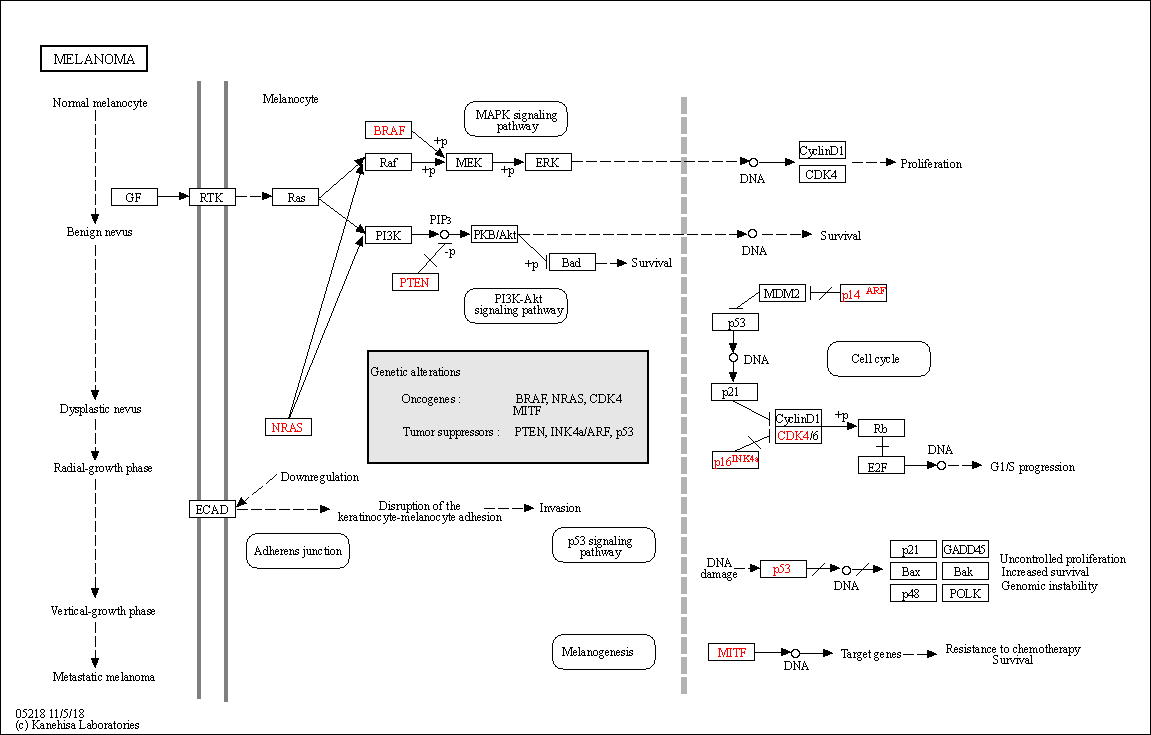 MELANOMA
Normal melanocyte
Melanocyte
BRAF
MAPK signaling
pathway
+p
Raf
+p
MEK
+p
ERK
DNA
CyclinD1
CDK4
Proliferation
GF
RTK
Ras
Benign nevus
PI3K
PIP3
-p
PKB/Akt
DNA
Survival
+p
Bad
Survival
PTEN
PI3K-Akt
signaling pathway
MDM2
p14 ARF
p53
DNA
Cell cycle
p21
Genetic alterations
Oncogenes : BRAF, NRAS, CDK4
MITF
Tumor suppressors : PTEN, INK4a/ARF, p53
Dysplastic nevus
NRAS
CyclinD1
CDK4/6
+p
Rb
p16 INK4a
E2F
DNA
G1/S progression
Radial-growth phase
Downregulation
ECAD
Disruption of the
keratinocyte-melanocyte adhesion
Invasion
Adherens junction
p53 signaling
pathway
DNA
damage
p53
DNA
p21
GADD45
Bax
Bak
p48
POLK
Uncontrolled proliferation
Increased survival
Genomic instability
Vertical-growth phase
Melanogenesis
MITF
DNA
Target genes
Resistance to chemotherapy
Survival
Metastatic melanoma
05218 11/5/18
(c) Kanehisa Laboratories